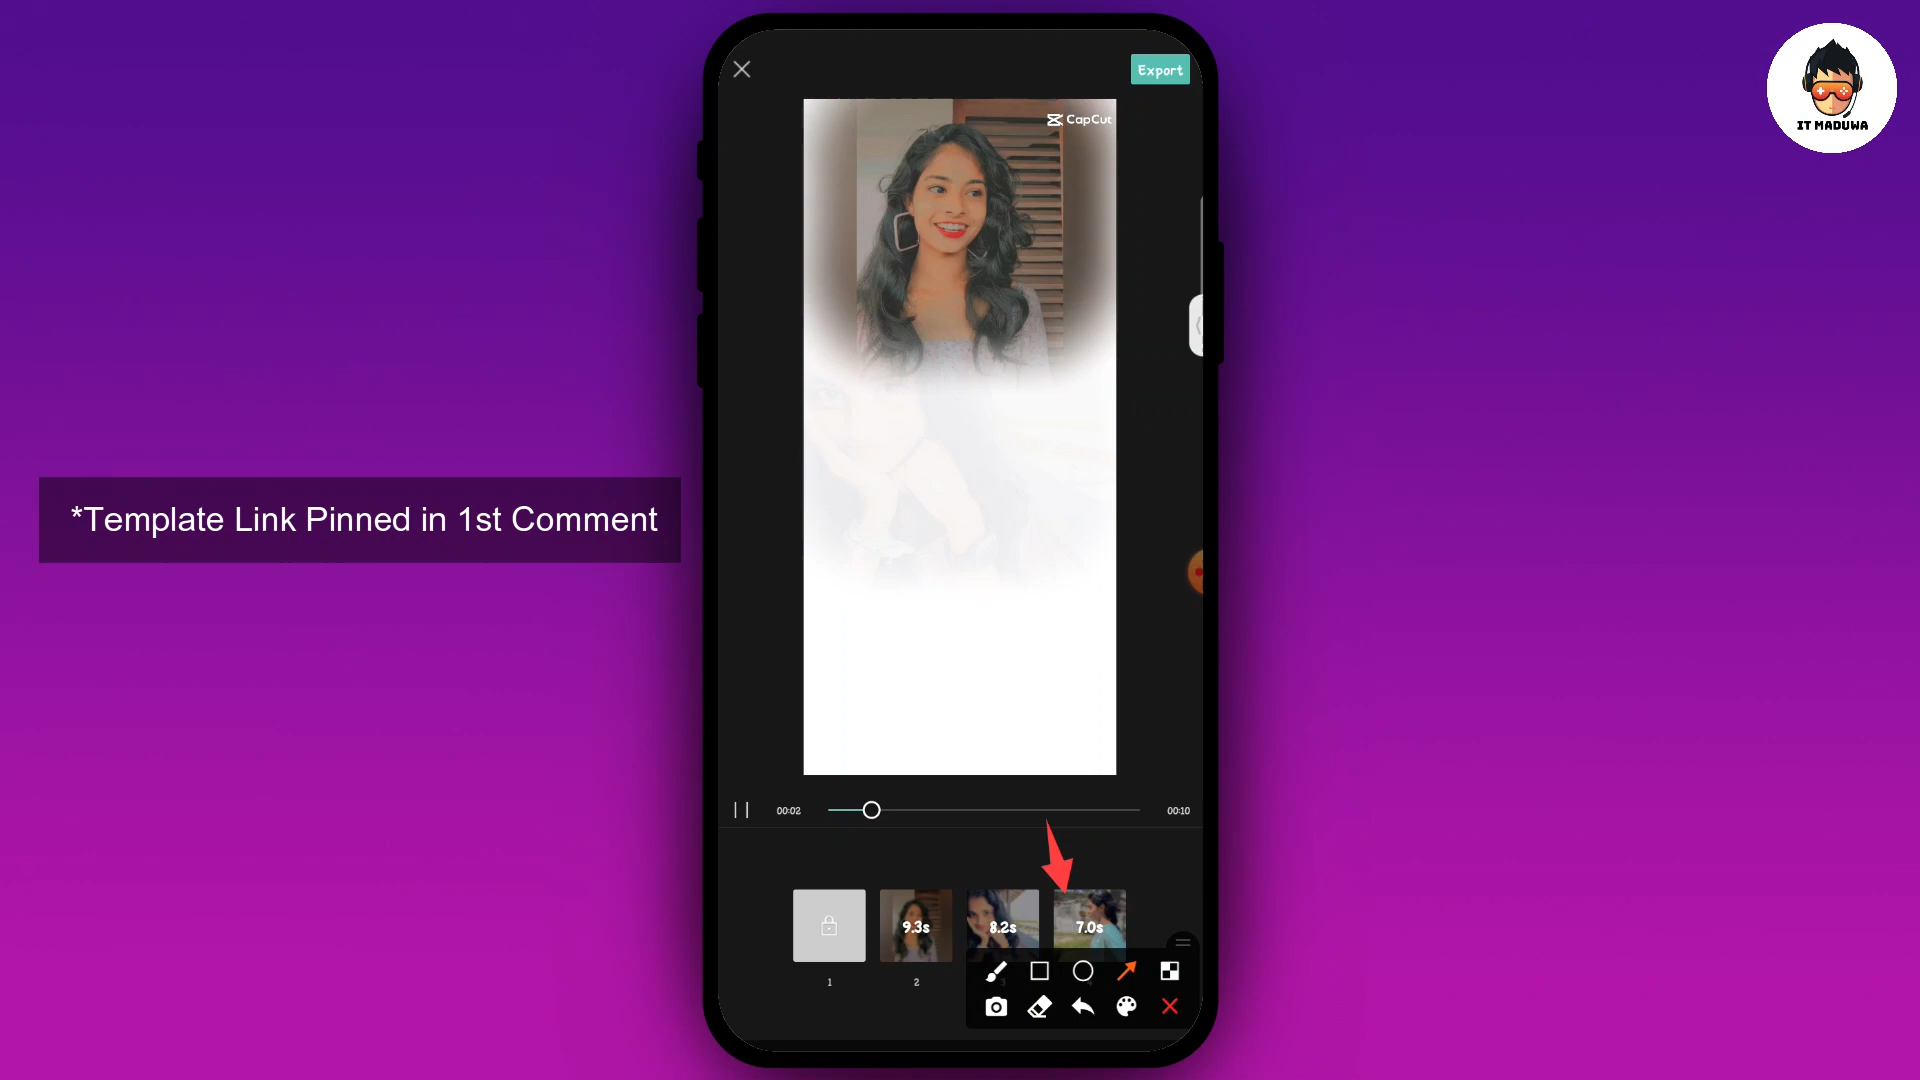 Export
CapCut
IT MADUWA
*Template Link Pinned in 1st Comment
00:02
00:10
9.3s
8.2s
7.0s
1
2
3